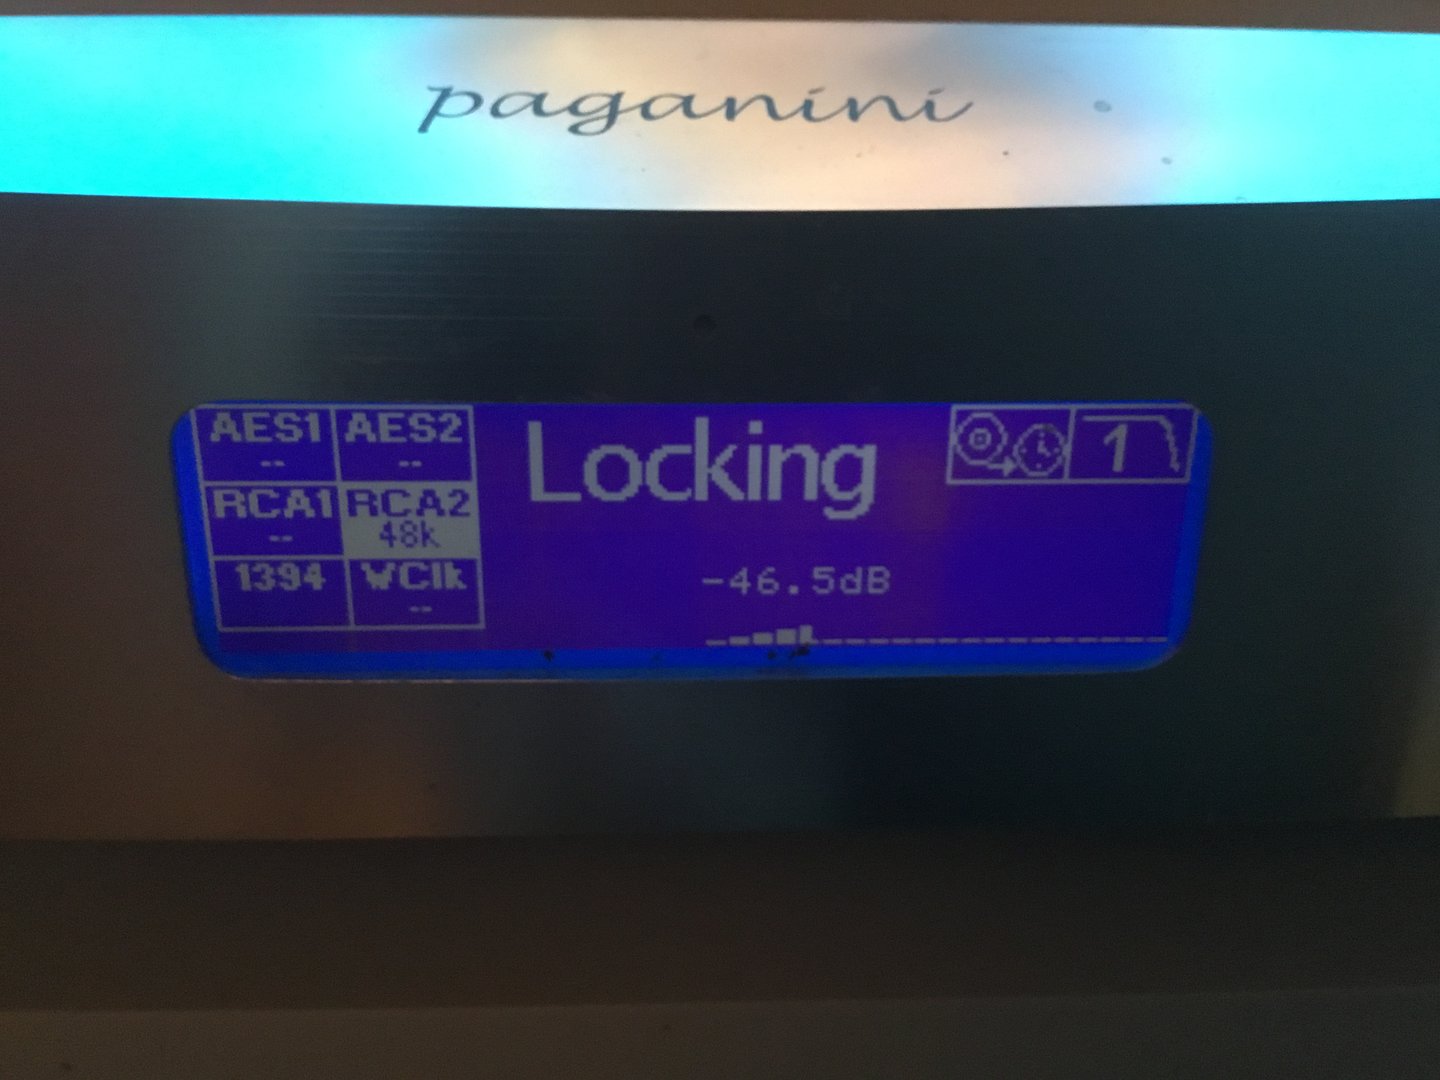 paganini
AES1 AES2
-- --
Locking
1
RCA1 RCA2
-- 48k
1394 WClk
--
-46.5dB